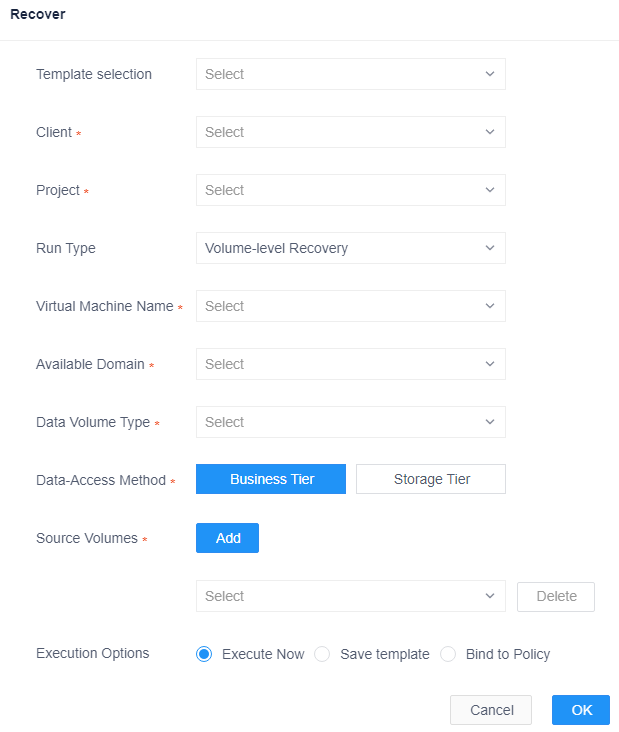 Recover
Template selection Select
Client * Select
Project * Select
Run Type Volume-level Recovery
Virtual Machine Name * Select
Available Domain * Select
Data Volume Type * Select
Data-Access Method * Business Tier Storage Tier
Source Volumes * Add
Select Delete
Execution Options Execute Now Save template Bind to Policy
Cancel OK